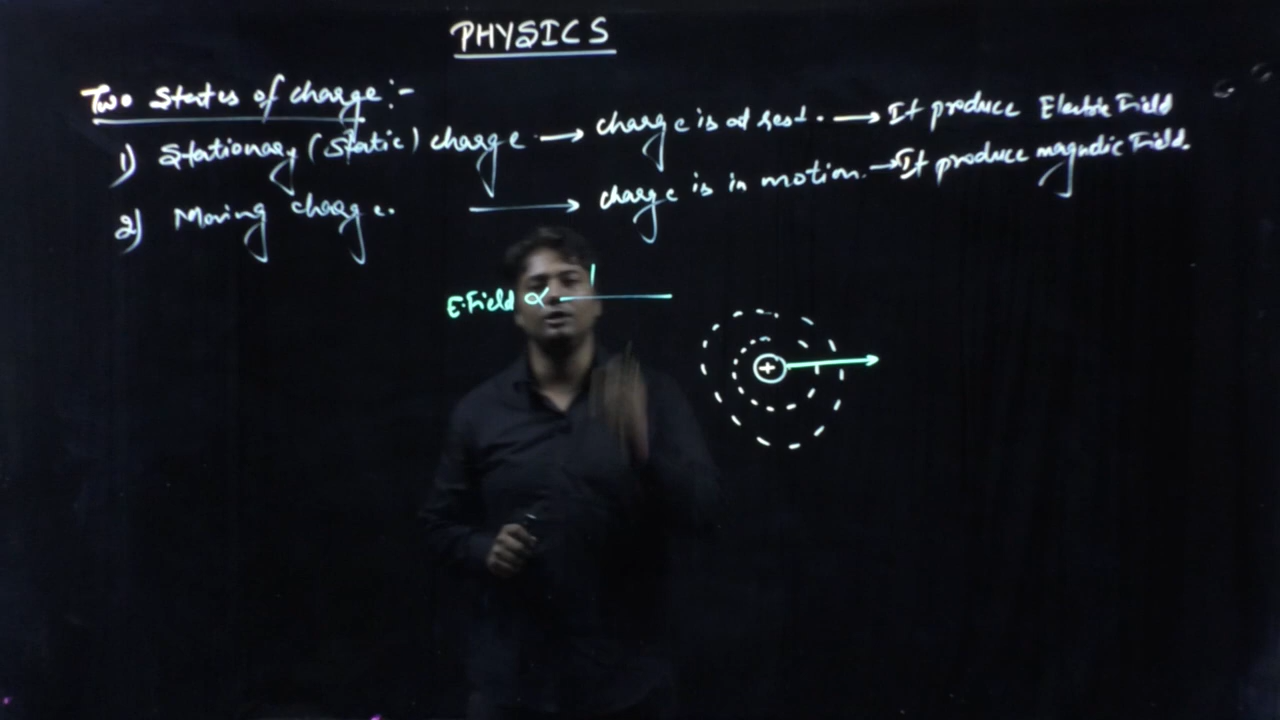 PHYSICS
Two States of charge:-
1) Stationary (Static) charge → charge is at rest. → It produce Electric Field
2) Moving charge. → charge is in motion. → It produce magnetic Field.
E.Field ∝ 1
+